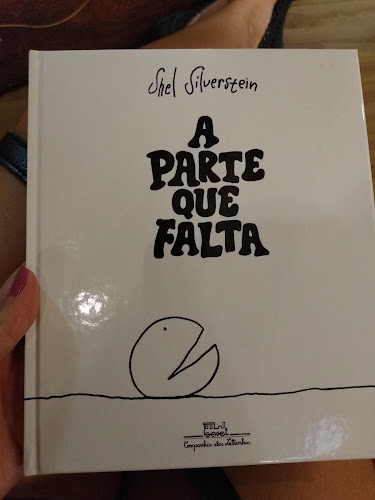 Shel Silverstein
A
PARTE
QUE
FALTA
Companhia das Letrinhas